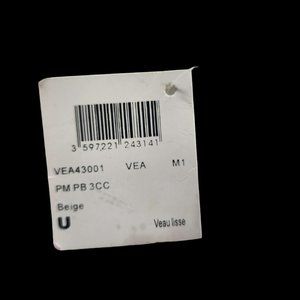 3 597221 243141
VEA43001 VEA M1
PM PB 3CC
Beige
U
Veau lisse